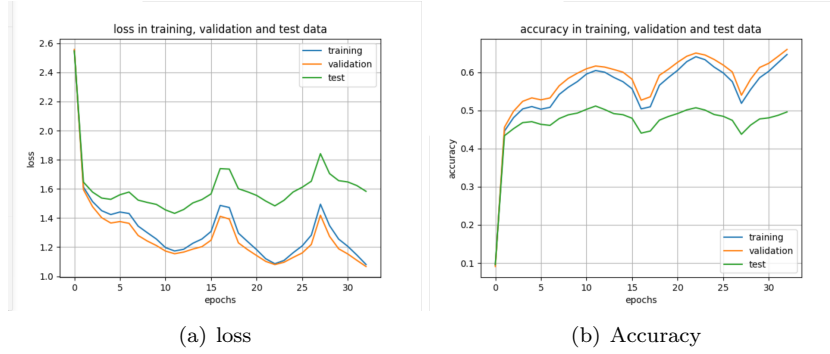 loss in training, validation and test data
2.6
2.4
2.2
2.0
1.8
1.6
1.4
1.2
1.0
loss
0
5
10
15
20
25
30
epochs
training
validation
test
(a) loss
accuracy in training, validation and test data
0.6
0.5
0.4
0.3
0.2
0.1
accuracy
0
5
10
15
20
25
30
epochs
training
validation
test
(b) Accuracy